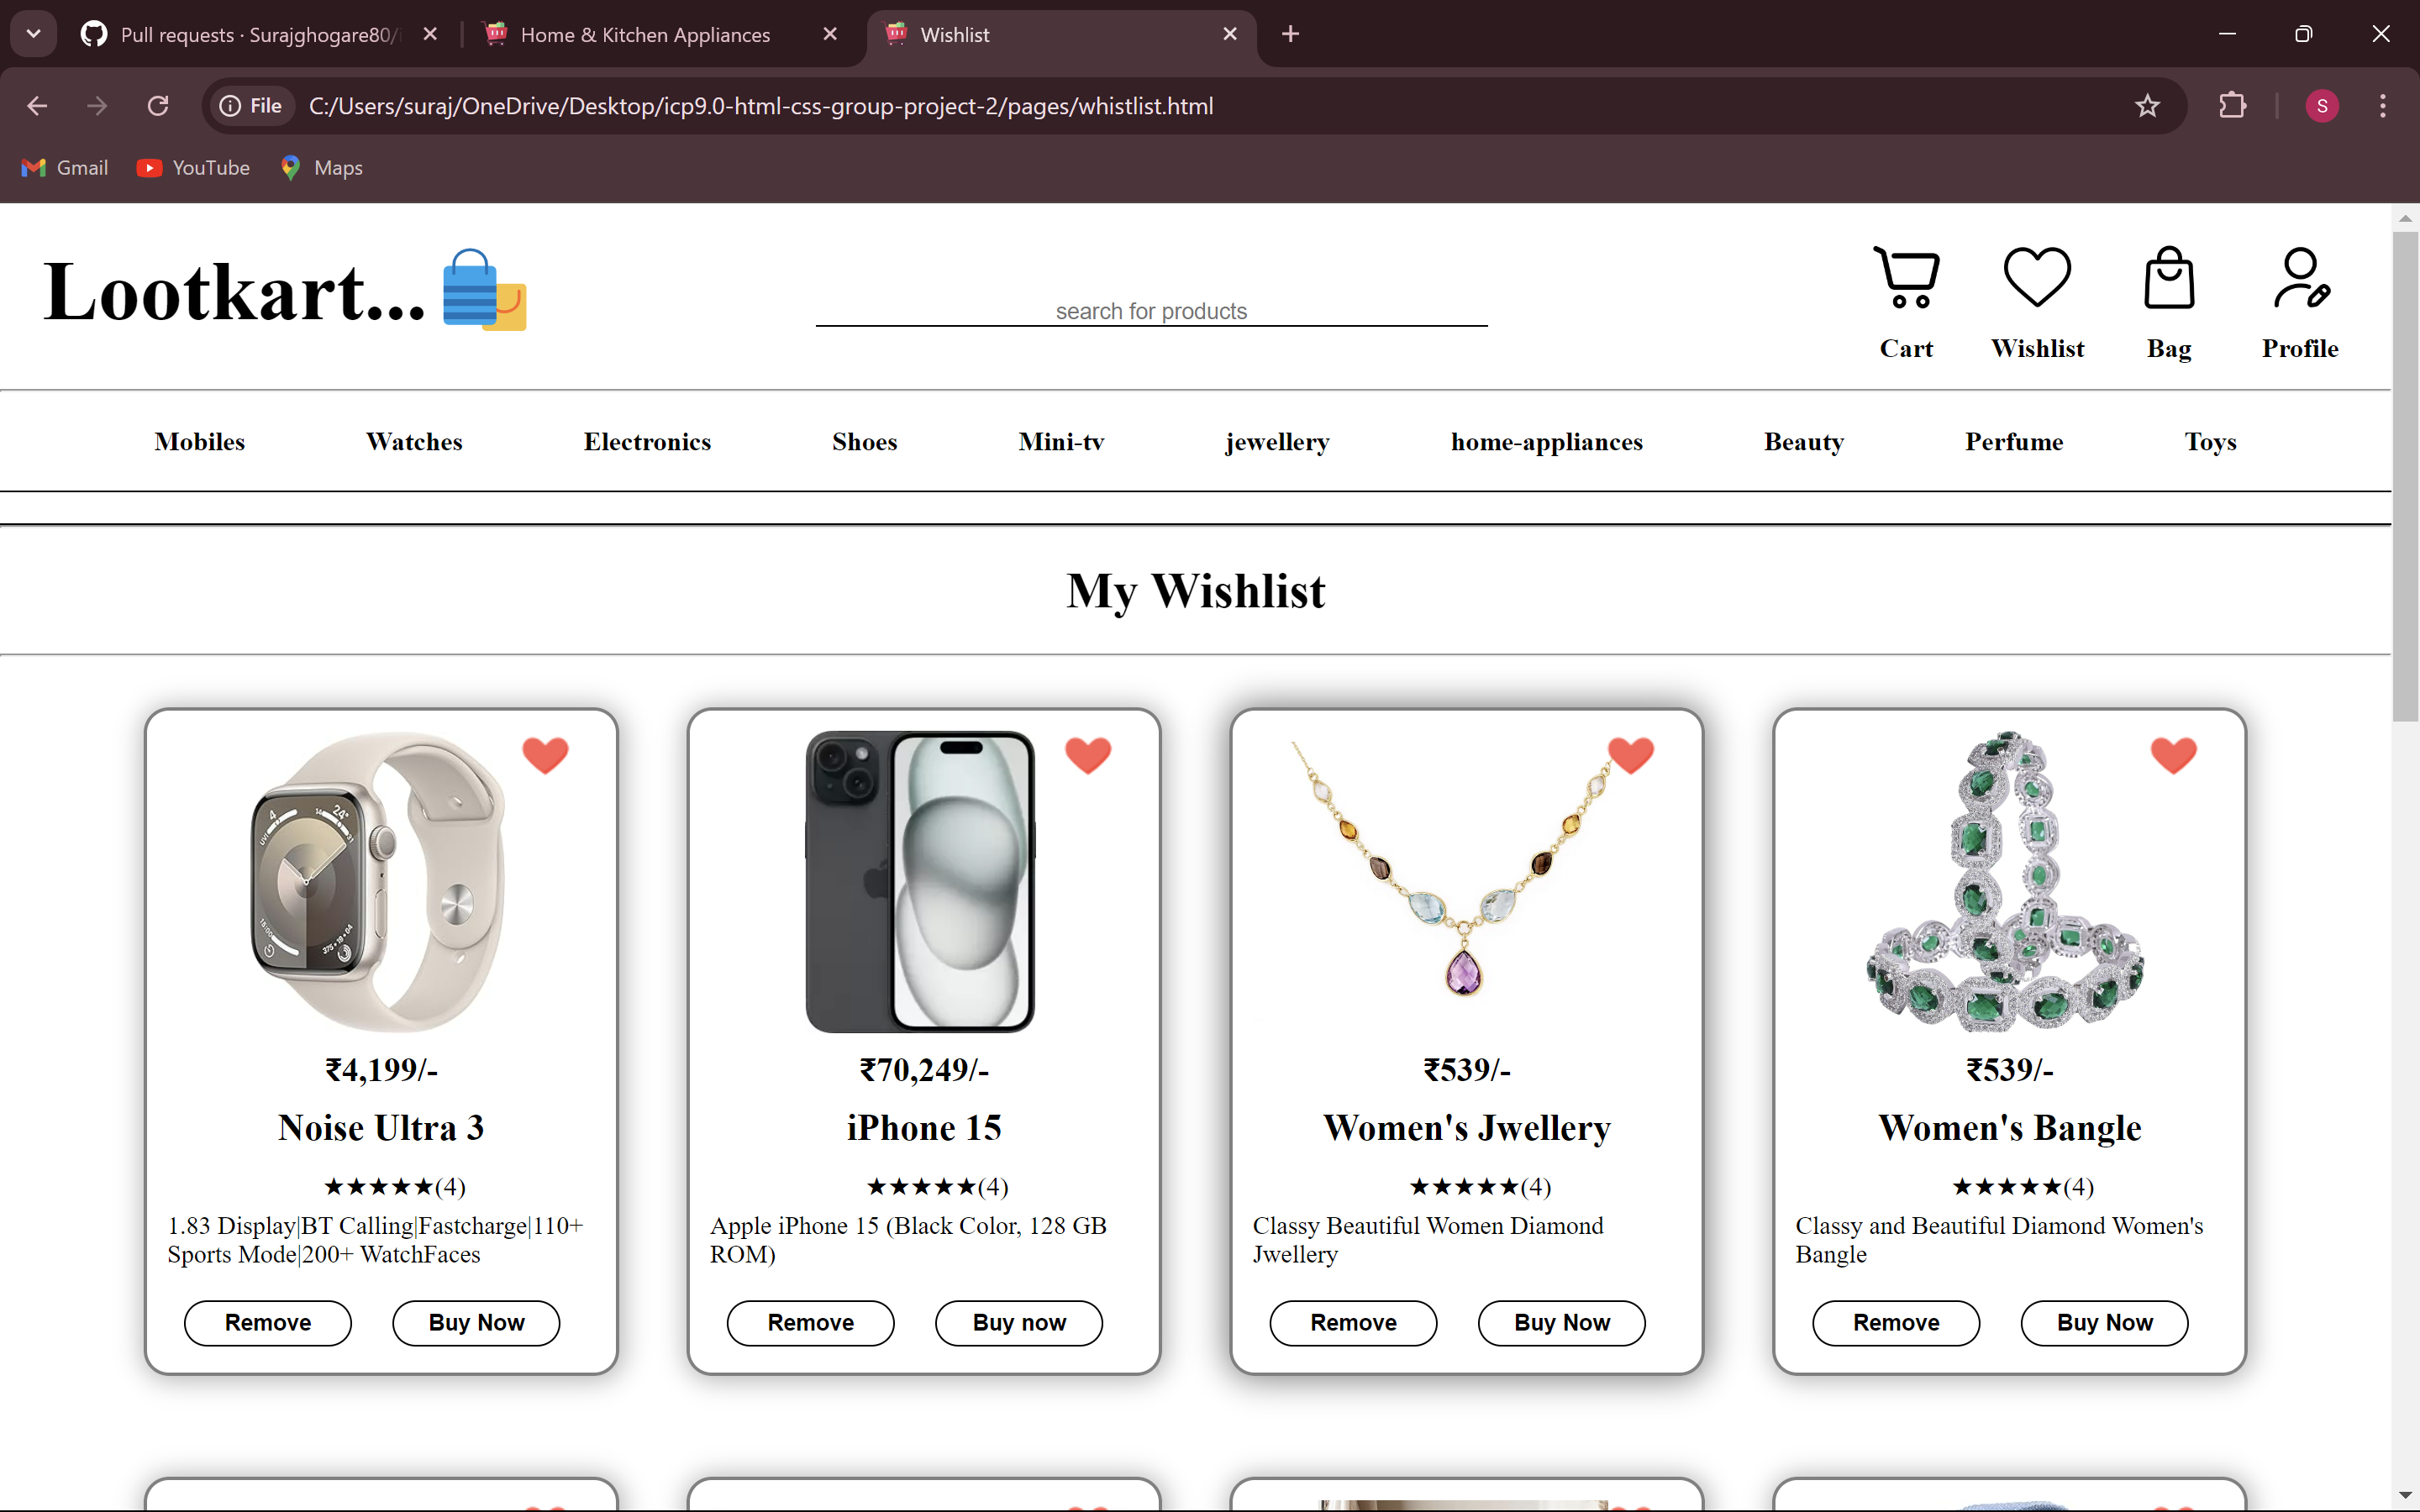 Pull requests · Surajghogare80/
Home & Kitchen Appliances
Wishlist
File C:/Users/suraj/OneDrive/Desktop/icp9.0-html-css-group-project-2/pages/whistlist.html
S
Gmail YouTube Maps
Lootkart...
search for products
Cart Wishlist Bag Profile
Mobiles Watches Electronics Shoes Mini-tv jewellery home-appliances Beauty Perfume Toys
My Wishlist
₹4,199/-
Noise Ultra 3
★★★★★(4)
1.83 Display|BT Calling|Fastcharge|110+
Sports Mode|200+ WatchFaces
Remove Buy Now
₹70,249/-
iPhone 15
★★★★★(4)
Apple iPhone 15 (Black Color, 128 GB
ROM)
Remove Buy now
₹539/-
Women's Jwellery
★★★★★(4)
Classy Beautiful Women Diamond
Jwellery
Remove Buy Now
₹539/-
Women's Bangle
★★★★★(4)
Classy and Beautiful Diamond Women's
Bangle
Remove Buy Now